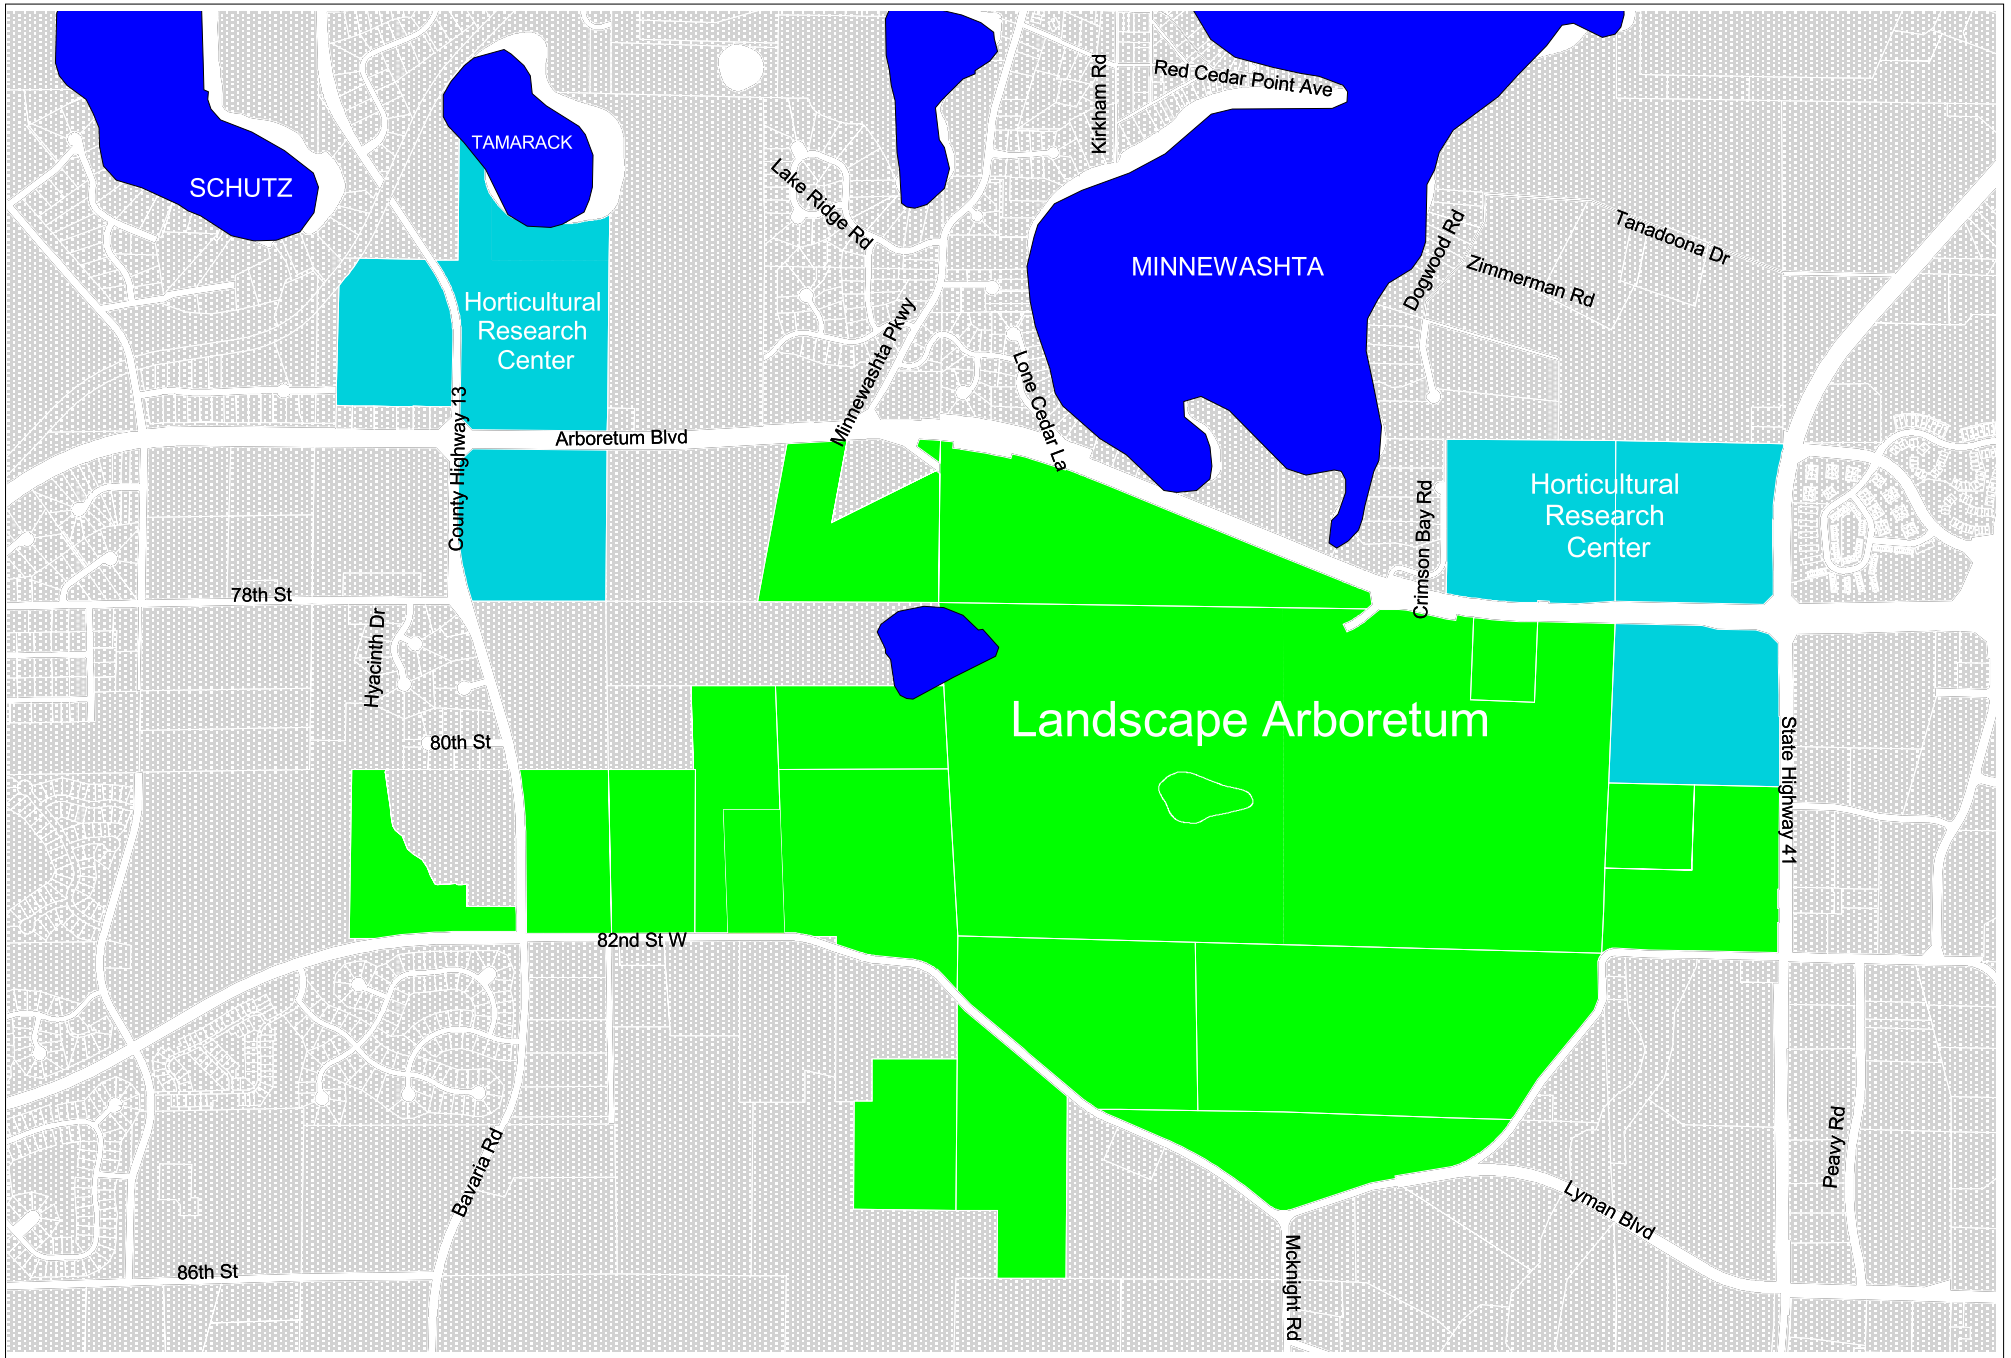 Kirkham Rd
Red Cedar Point Ave
TAMARACK
SCHUTZ
Lake Ridge Rd
MINNEWASHTA
Dogwood Rd
Tanadoona Dr
Zimmerman Rd
Horticultural
Research
Center
Minnewashta Pkwy
Lone Cedar La
County Highway 13
Arboretum Blvd
Crimson Bay Rd
Horticultural
Research
Center
78th St
Hyacinth Dr
80th St
Landscape Arboretum
State Highway 41
82nd St W
Bavaria Rd
Peavy Rd
Lyman Blvd
86th St
Mcknight Rd